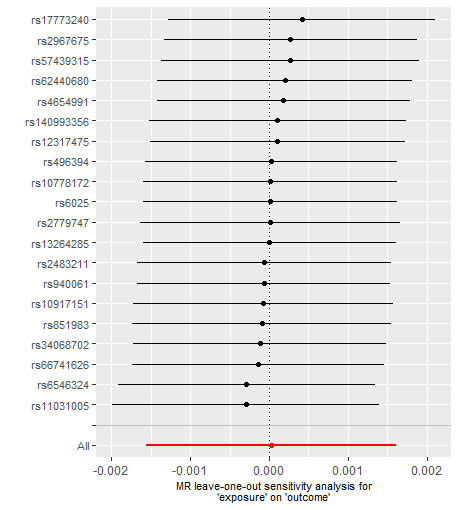 rs17773240
rs2967675
rs57439315
rs62440680
rs4654991
rs140993356
rs12317475
rs496394
rs10778172
rs6025
rs2779747
rs13264285
rs2483211
rs940061
rs10917151
rs851983
rs34068702
rs66741626
rs6546324
rs11031005
All
-0.002 -0.001 0.000 0.001 0.002
MR leave-one-out sensitivity analysis for
'exposure' on 'outcome'